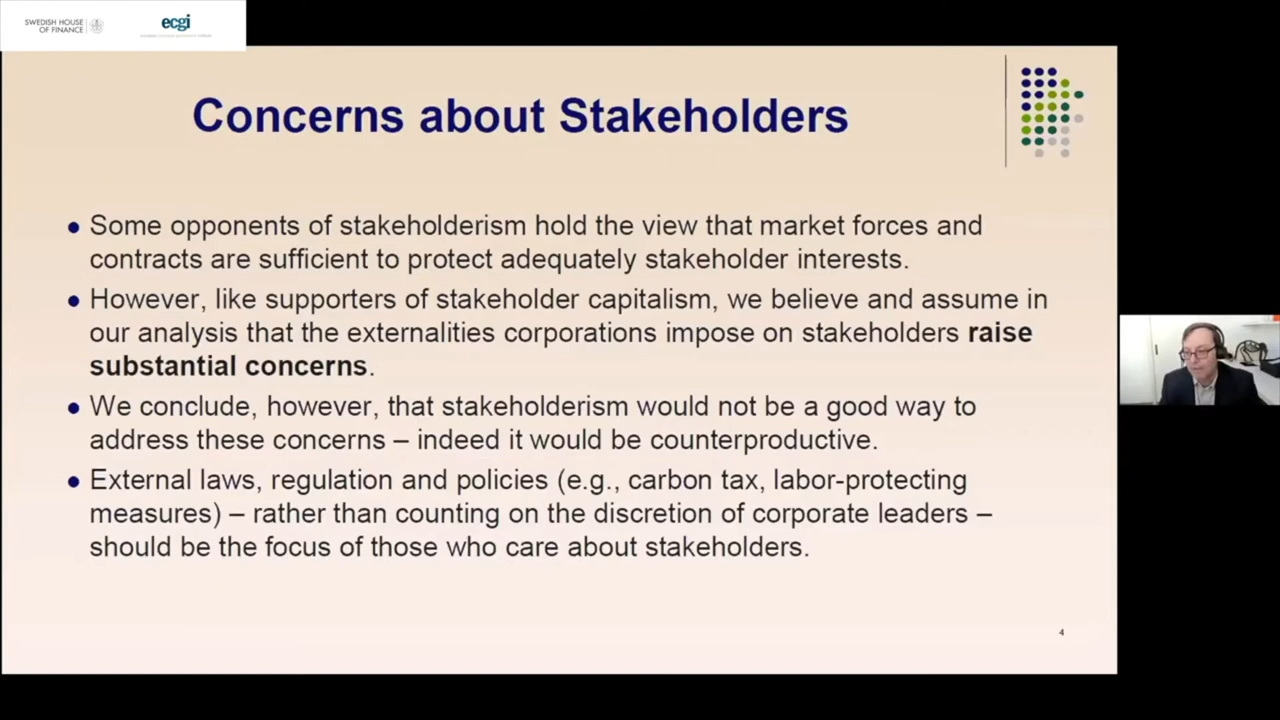 SWEDISH HOUSE
OF FINANCE
ecgi
Concerns about Stakeholders
● Some opponents of stakeholderism hold the view that market forces and
contracts are sufficient to protect adequately stakeholder interests.
● However, like supporters of stakeholder capitalism, we believe and assume in
our analysis that the externalities corporations impose on stakeholders raise
substantial concerns.
● We conclude, however, that stakeholderism would not be a good way to
address these concerns – indeed it would be counterproductive.
● External laws, regulation and policies (e.g., carbon tax, labor-protecting
measures) – rather than counting on the discretion of corporate leaders –
should be the focus of those who care about stakeholders.
4